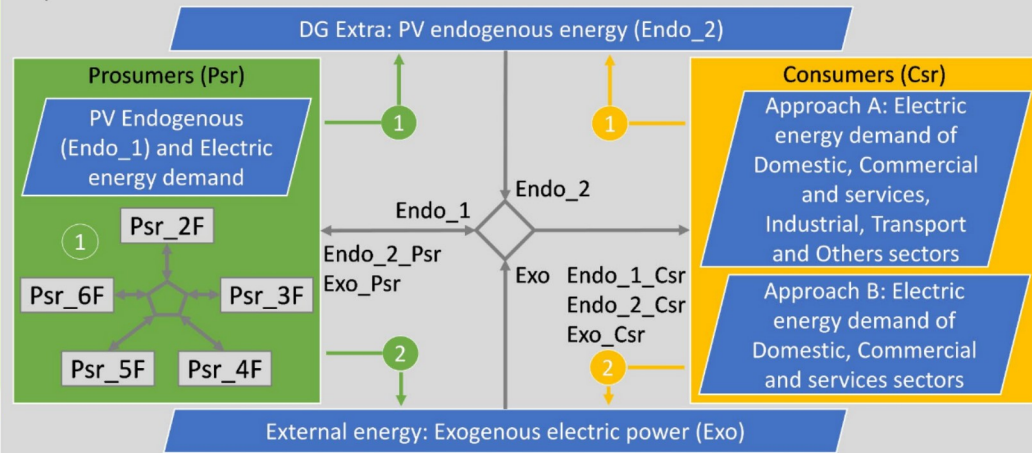 DG Extra: PV endogenous energy (Endo_2)
Prosumers (Psr)
PV Endogenous
(Endo_1) and Electric
energy demand
1
Psr_2F
Psr_6F
Psr_3F
Psr_5F
Psr_4F
1
2
Endo_1
Endo_2_Psr
Exo_Psr
Endo_2
Exo
Endo_1_Csr
Endo_2_Csr
Exo_Csr
1
2
Consumers (Csr)
Approach A: Electric
energy demand of
Domestic, Commercial
and services,
Industrial, Transport
and Others sectors
Approach B: Electric
energy demand of
Domestic, Commercial
and services sectors
External energy: Exogenous electric power (Exo)